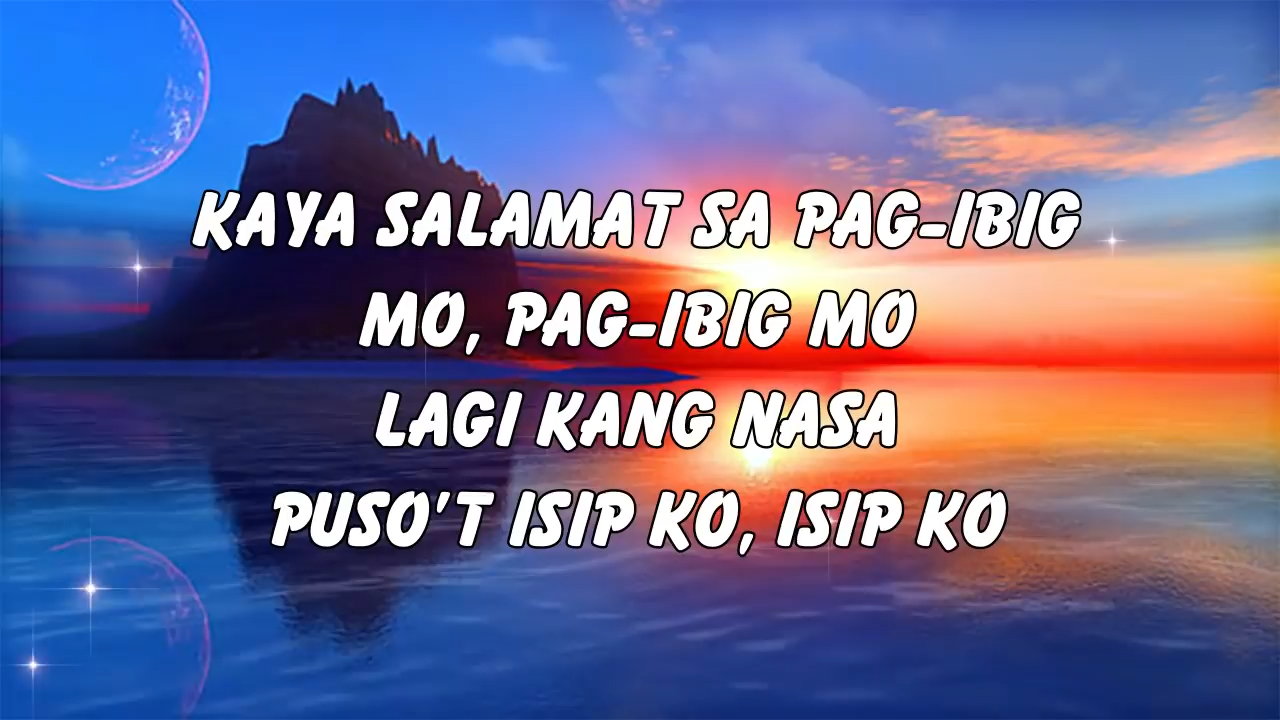 KAYA SALAMAT SA PAG-IBIG
MO, PAG-IBIG MO
LAGI KANG NASA
PUSO'T ISIP KO, ISIP KO